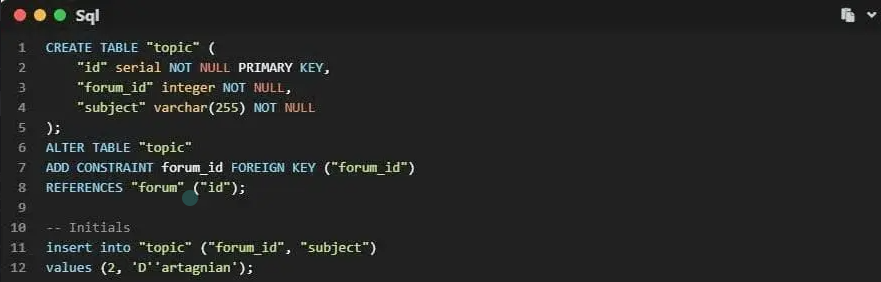 Sql
1 CREATE TABLE "topic" (
2     "id" serial NOT NULL PRIMARY KEY,
3     "forum_id" integer NOT NULL,
4     "subject" varchar(255) NOT NULL
5 );
6 ALTER TABLE "topic"
7 ADD CONSTRAINT forum_id FOREIGN KEY ("forum_id")
8 REFERENCES "forum" ("id");
9
10 -- Initials
11 insert into "topic" ("forum_id", "subject")
12 values (2, 'D''artagnian');